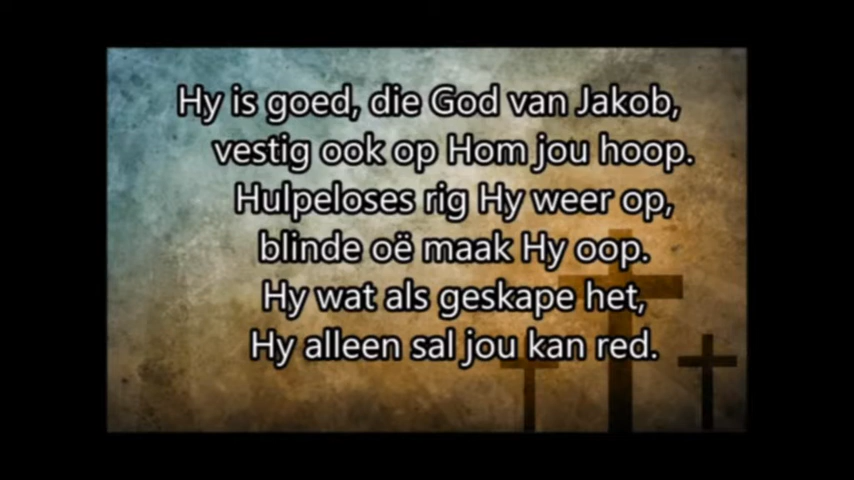 Hy is goed, die God van Jakob,
vestig ook op Hom jou hoop.
Hulpeloses rig Hy weer op,
blinde oë maak Hy oop.
Hy wat als geskape het,
Hy alleen sal jou kan red.